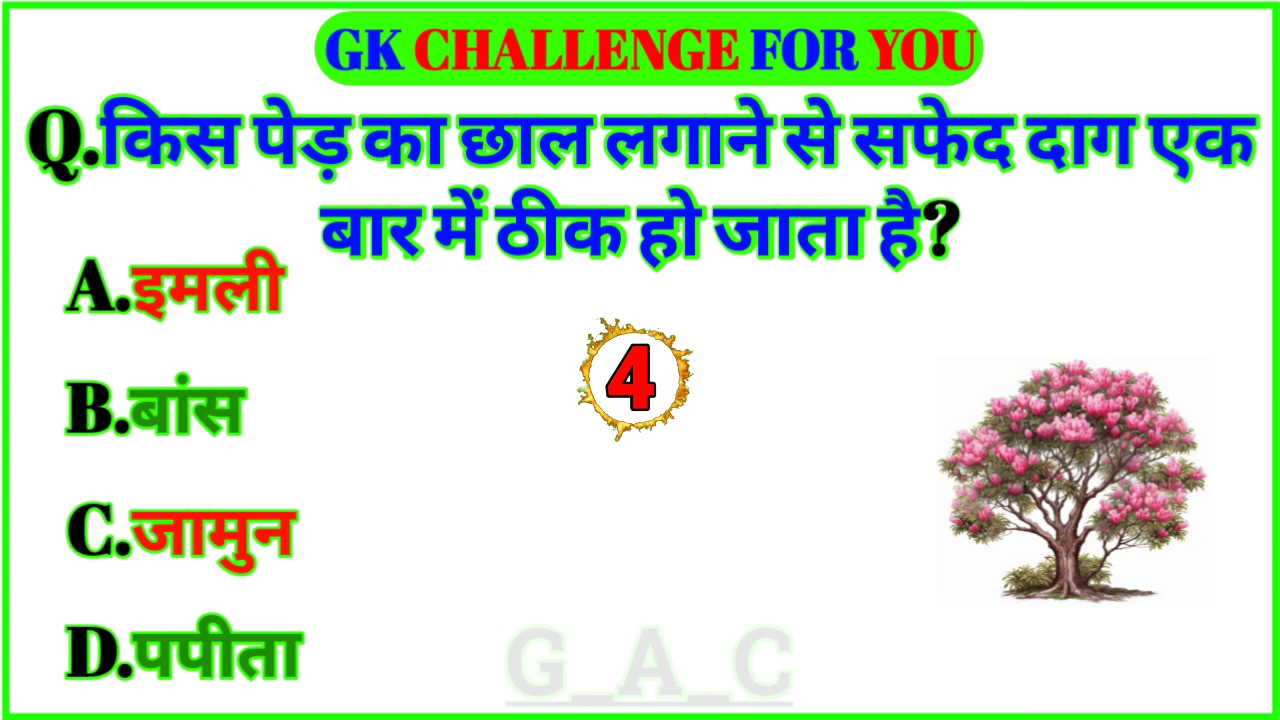 GK CHALLENGE FOR YOU
Q.किस पेड़ का छाल लगाने से सफेद दाग एक
बार में ठीक हो जाता है?
A.इमली
4
B.बांस
C.जामुन
D.पपीता
G_A_C